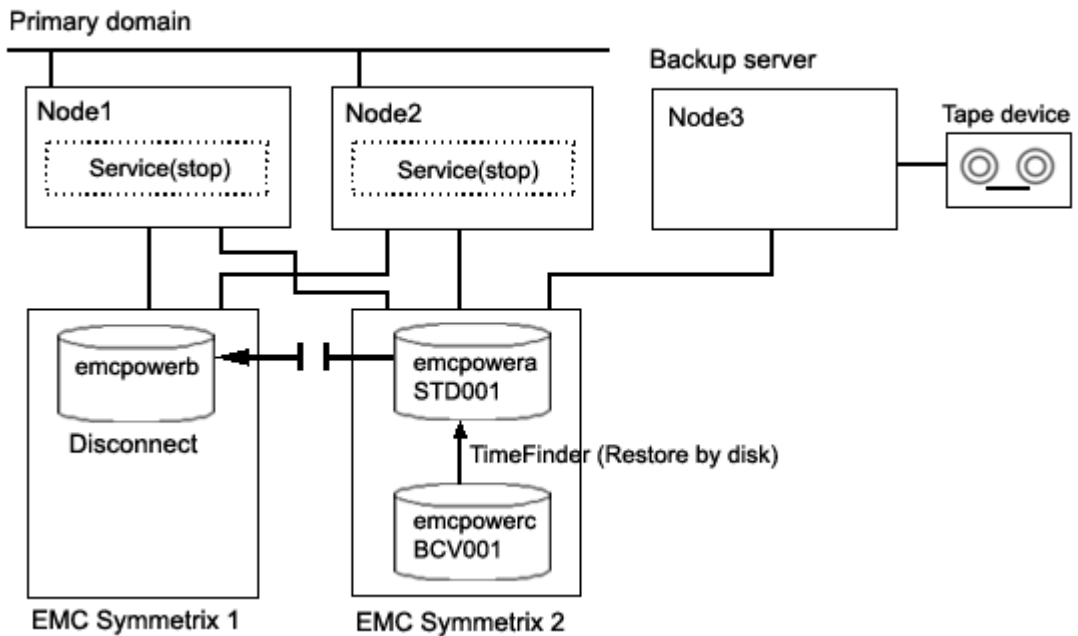 Primary domain
Backup server
Node1
Service(stop)
Node2
Service(stop)
Node3
Tape device
emcpowerb
Disconnect
emcpowera
STD001
TimeFinder (Restore by disk)
emcpowerc
BCV001
EMC Symmetrix 1
EMC Symmetrix 2